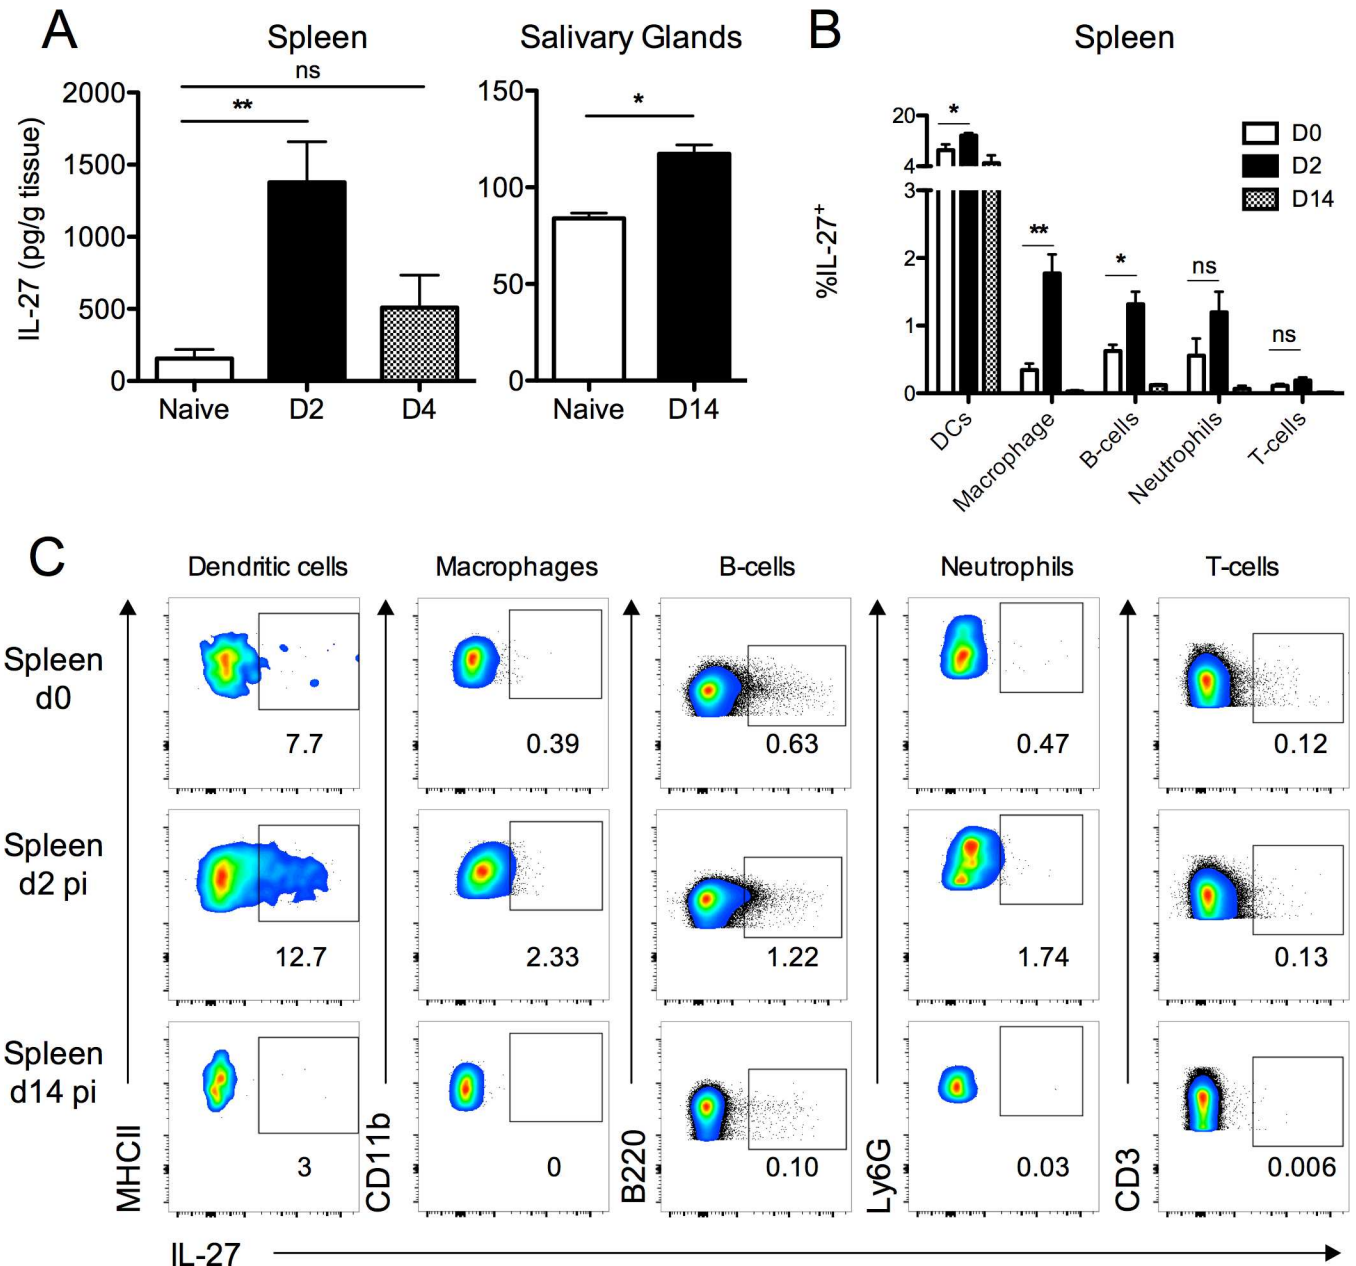 A
Spleen
Salivary Glands
B
Spleen
ns
**
*
IL-27 (pg/g tissue)
2000
1500
1000
500
0
Naive
D2
D4
150
100
50
0
Naive
D14
%IL-27+
20
4
3
2
1
0
*
**
*
ns
ns
D0
D2
D14
DCs
Macrophage
B-cells
Neutrophils
T-cells
C
Dendritic cells
Macrophages
B-cells
Neutrophils
T-cells
Spleen
d0
7.7
0.39
0.63
0.47
0.12
Spleen
d2 pi
12.7
2.33
1.22
1.74
0.13
Spleen
d14 pi
3
0
0.10
0.03
0.006
MHCII
CD11b
B220
Ly6G
CD3
IL-27